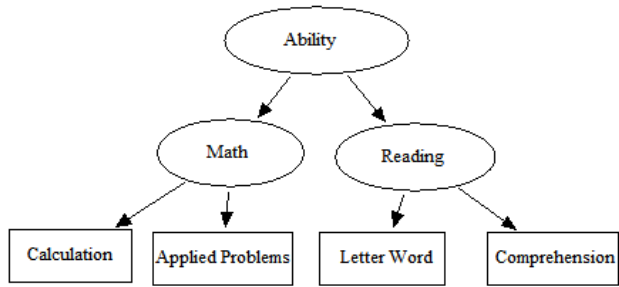 Ability
Math
Reading
Calculation
Applied Problems
Letter Word
Comprehension